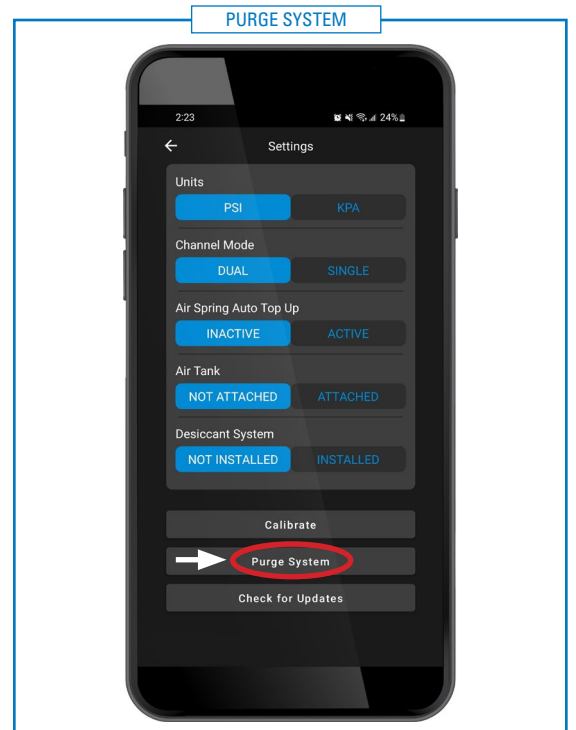 PURGE SYSTEM
2:23 24%
Settings
Units
PSI KPA
Channel Mode
DUAL SINGLE
Air Spring Auto Top Up
INACTIVE ACTIVE
Air Tank
NOT ATTACHED ATTACHED
Desiccant System
NOT INSTALLED INSTALLED
Calibrate
Purge System
Check for Updates